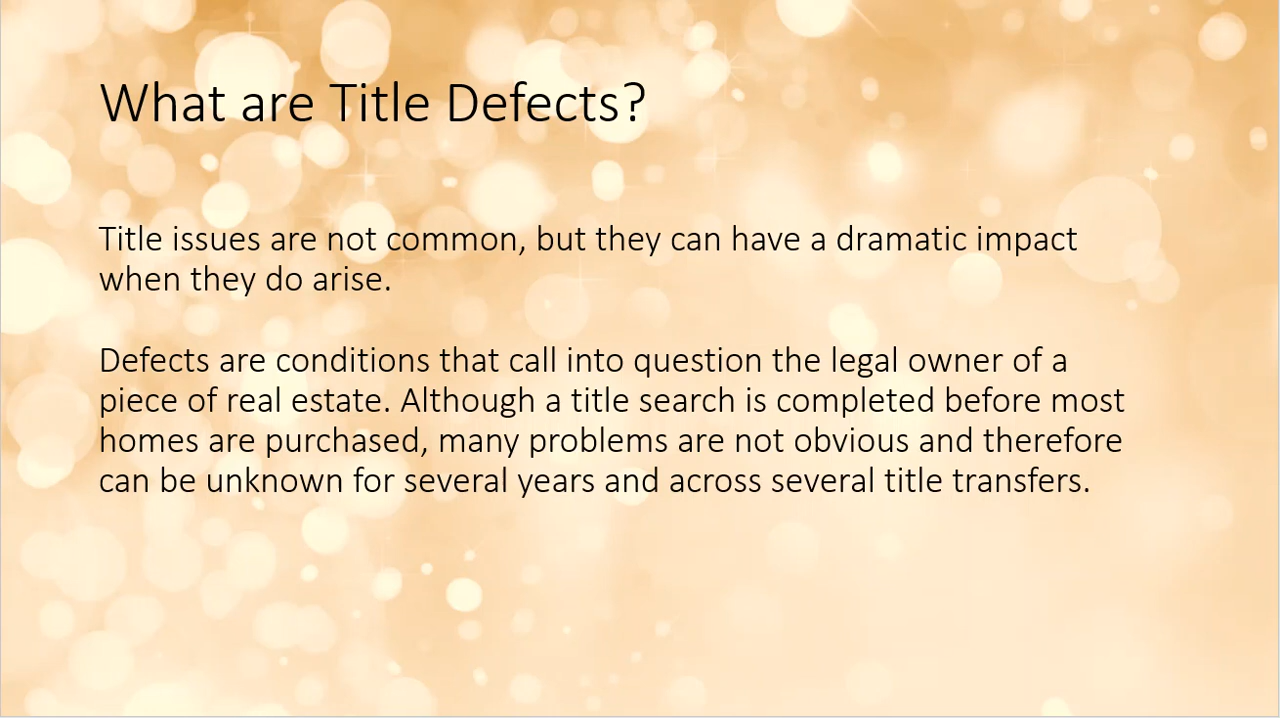 What are Title Defects?
Title issues are not common, but they can have a dramatic impact
when they do arise.
Defects are conditions that call into question the legal owner of a
piece of real estate. Although a title search is completed before most
homes are purchased, many problems are not obvious and therefore
can be unknown for several years and across several title transfers.